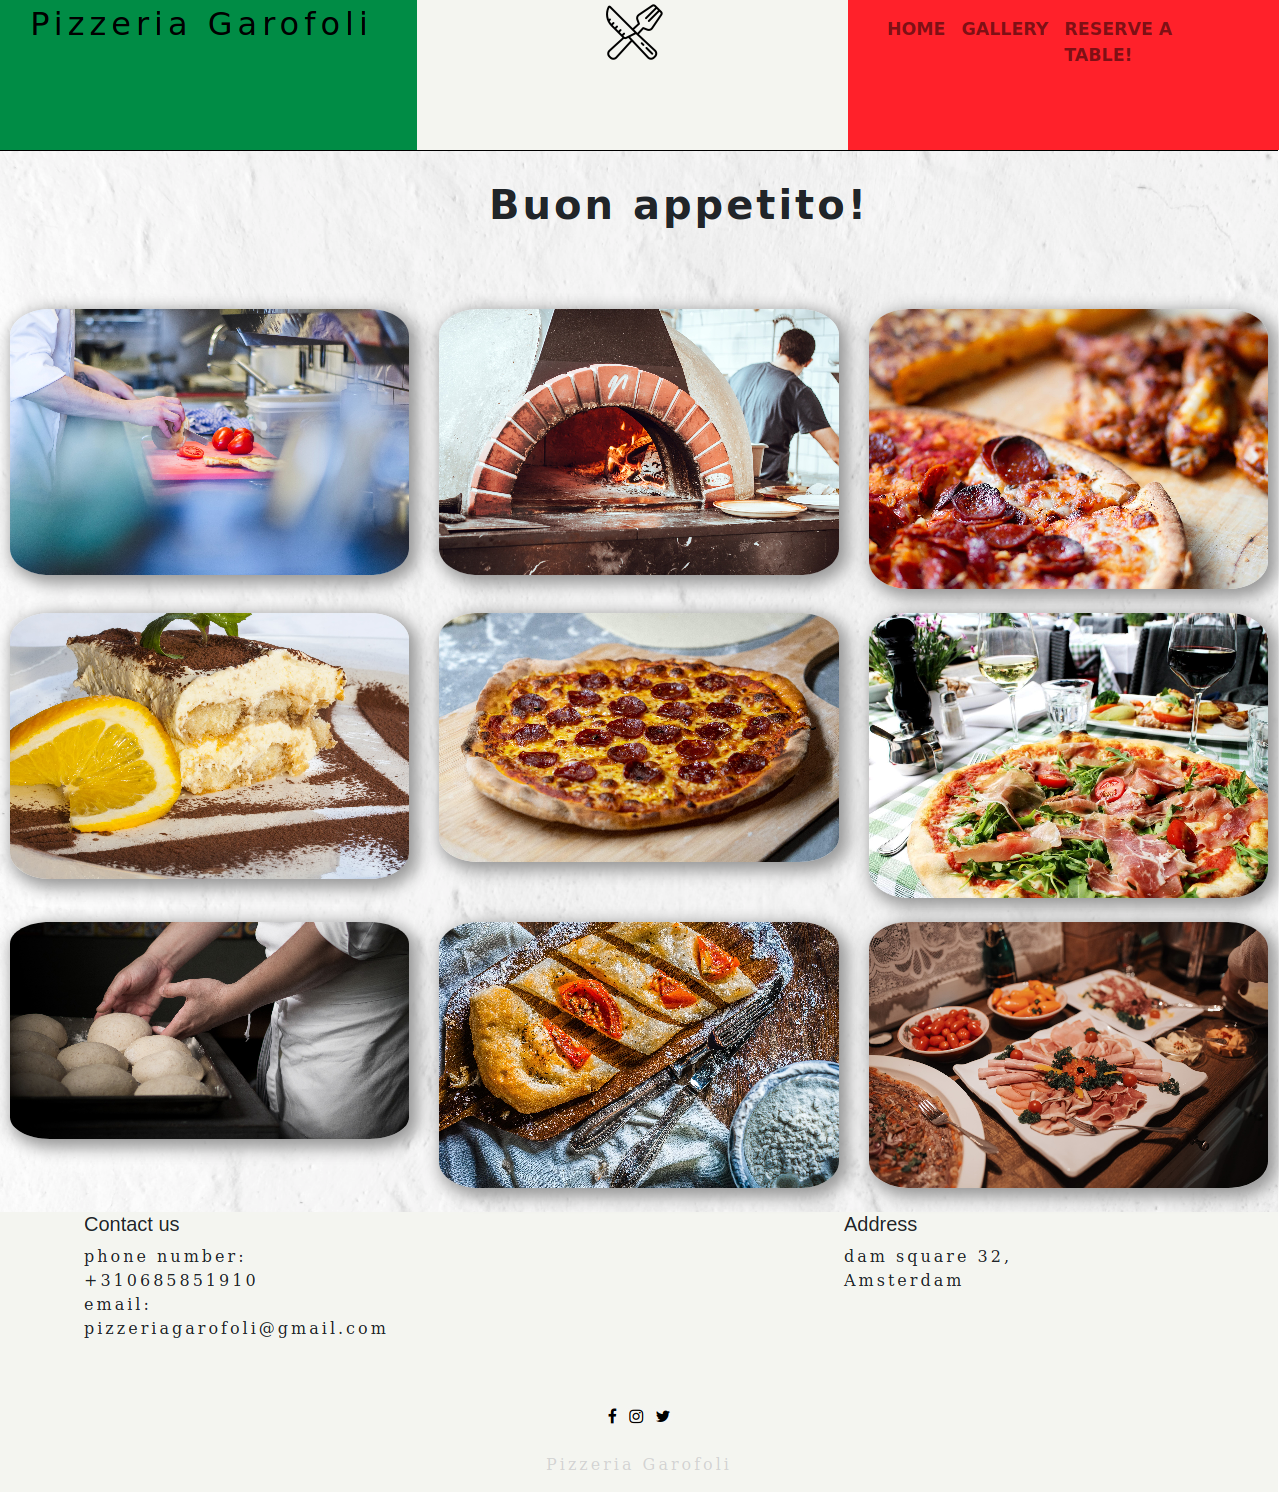 Pizzeria Garofoli
HOME GALLERY RESERVE A
TABLE!
Buon appetito!
Contact us
phone number:
+310685851910
email:
pizzeriagarofoli@gmail.com
Address
dam square 32,
Amsterdam
Pizzeria Garofoli